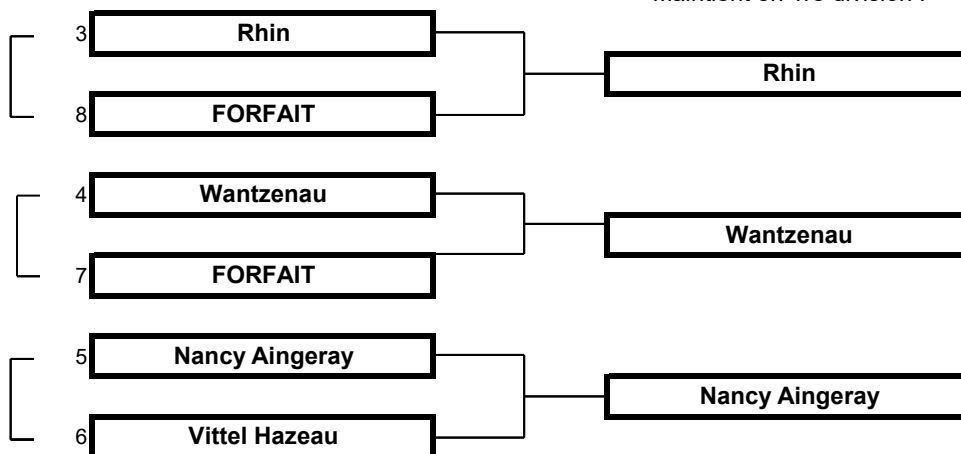 maintient en 1re division :
3 Rhin
Rhin
8 FORFAIT
4 Wantzenau
Wantzenau
7 FORFAIT
5 Nancy Aingeray
Nancy Aingeray
6 Vittel Hazeau